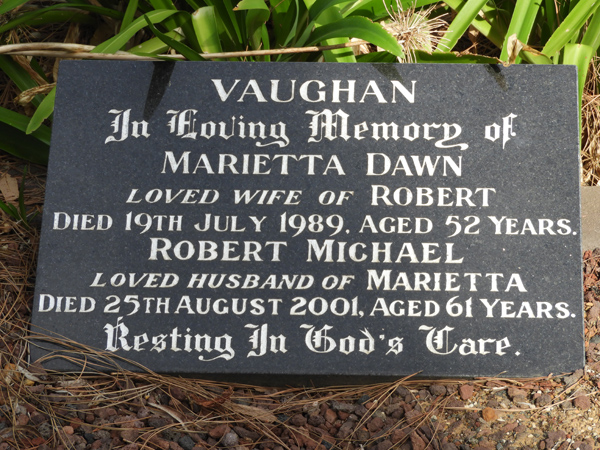 VAUGHAN
In Loving Memory of
MARIETTA DAWN
LOVED WIFE OF ROBERT
DIED 19TH JULY 1989. AGED 52 YEARS.
ROBERT MICHAEL
LOVED HUSBAND OF MARIETTA
DIED 25TH AUGUST 2001, AGED 61 YEARS.
Resting In God's Care.